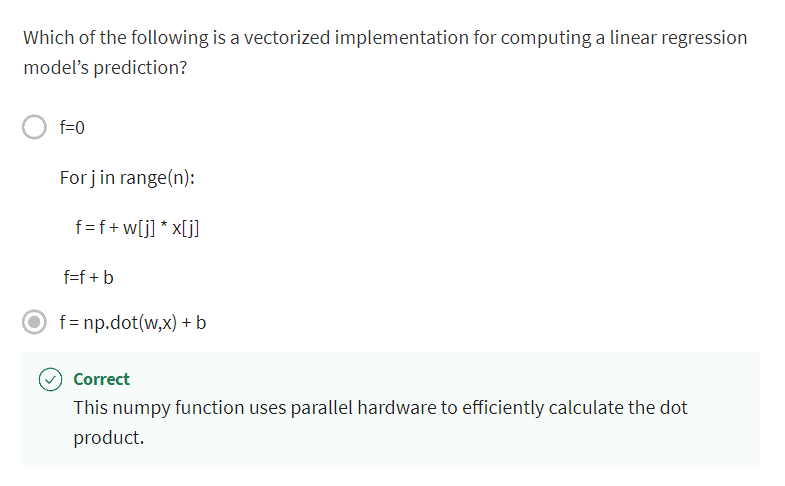 Which of the following is a vectorized implementation for computing a linear regression
model’s prediction?
f=0
For j in range(n):
f = f + w[j] * x[j]
f=f + b
f = np.dot(w,x) + b
Correct
This numpy function uses parallel hardware to efficiently calculate the dot
product.